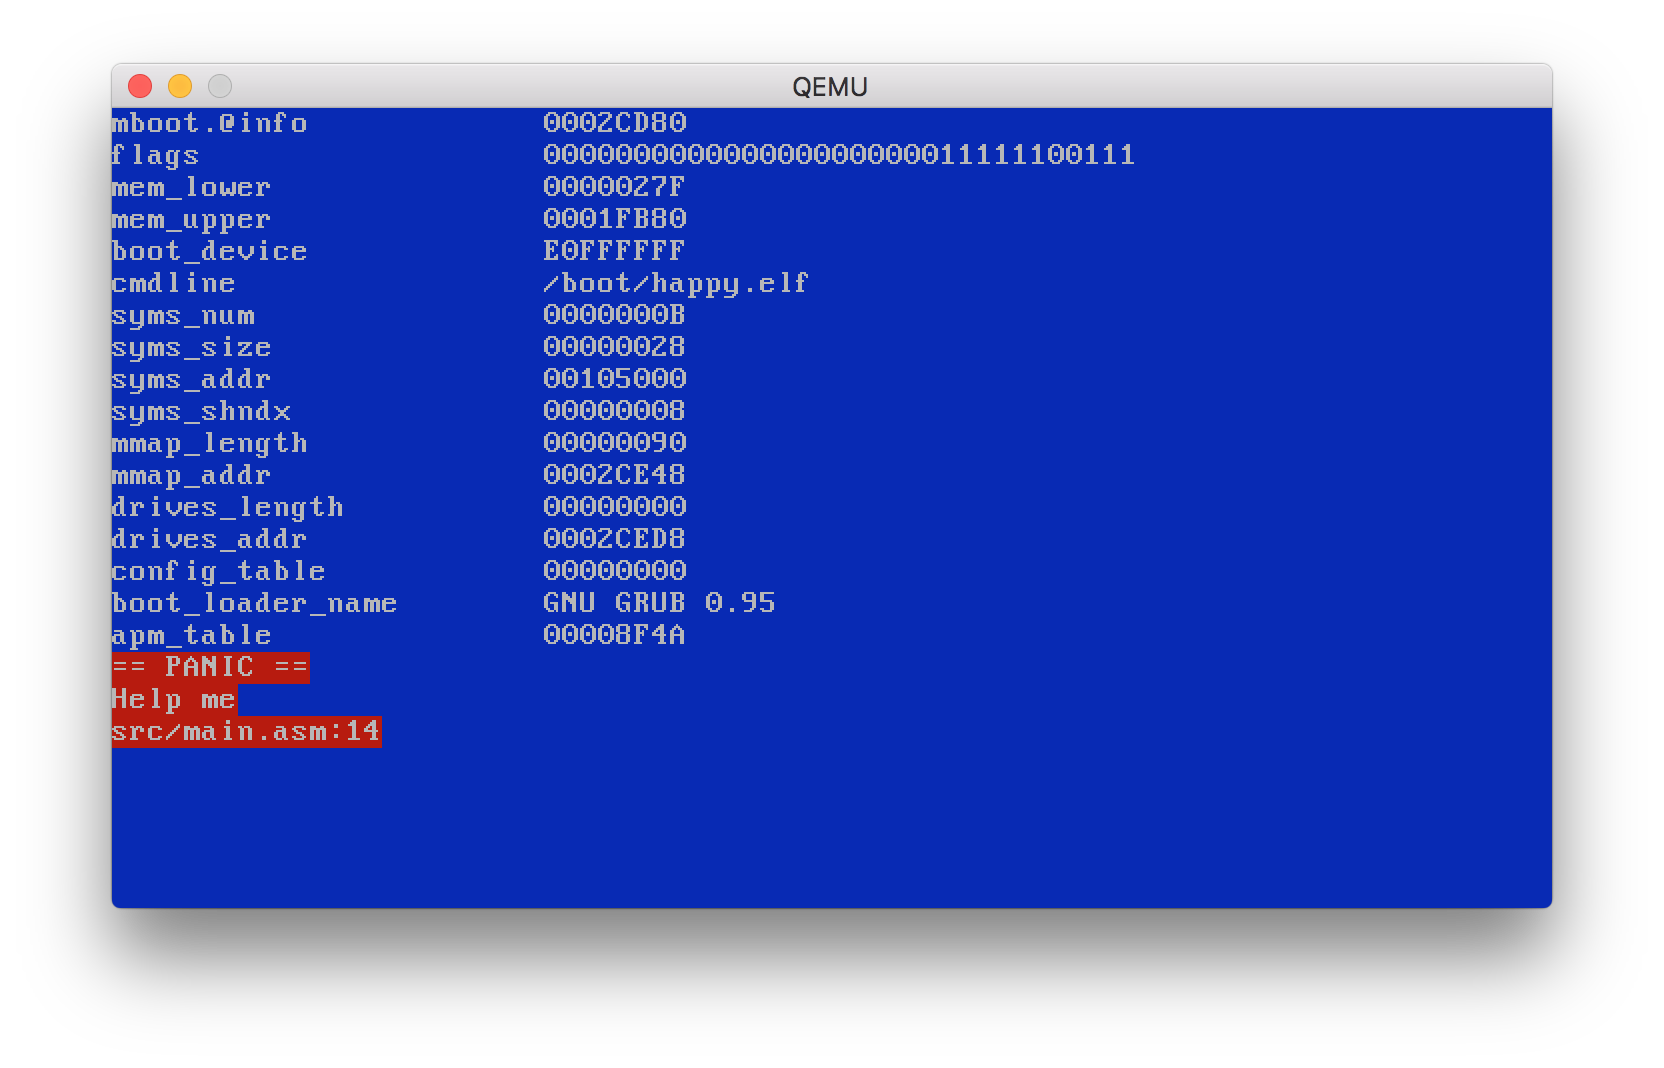 QEMU
mboot.@info 0002CD80
flags 000000000000000000000011111100111
mem_lower 0000027F
mem_upper 0001FB80
boot_device E0FFFFFF
cmdline /boot/happy.elf
syms_num 0000000B
syms_size 00000028
syms_addr 00105000
syms_shndx 00000008
mmap_length 00000090
mmap_addr 0002CE48
drives_length 00000000
drives_addr 0002CED8
config_table 00000000
boot_loader_name GNU GRUB 0.95
apm_table 00008F4A
== PANIC ==
Help me
src/main.asm:14